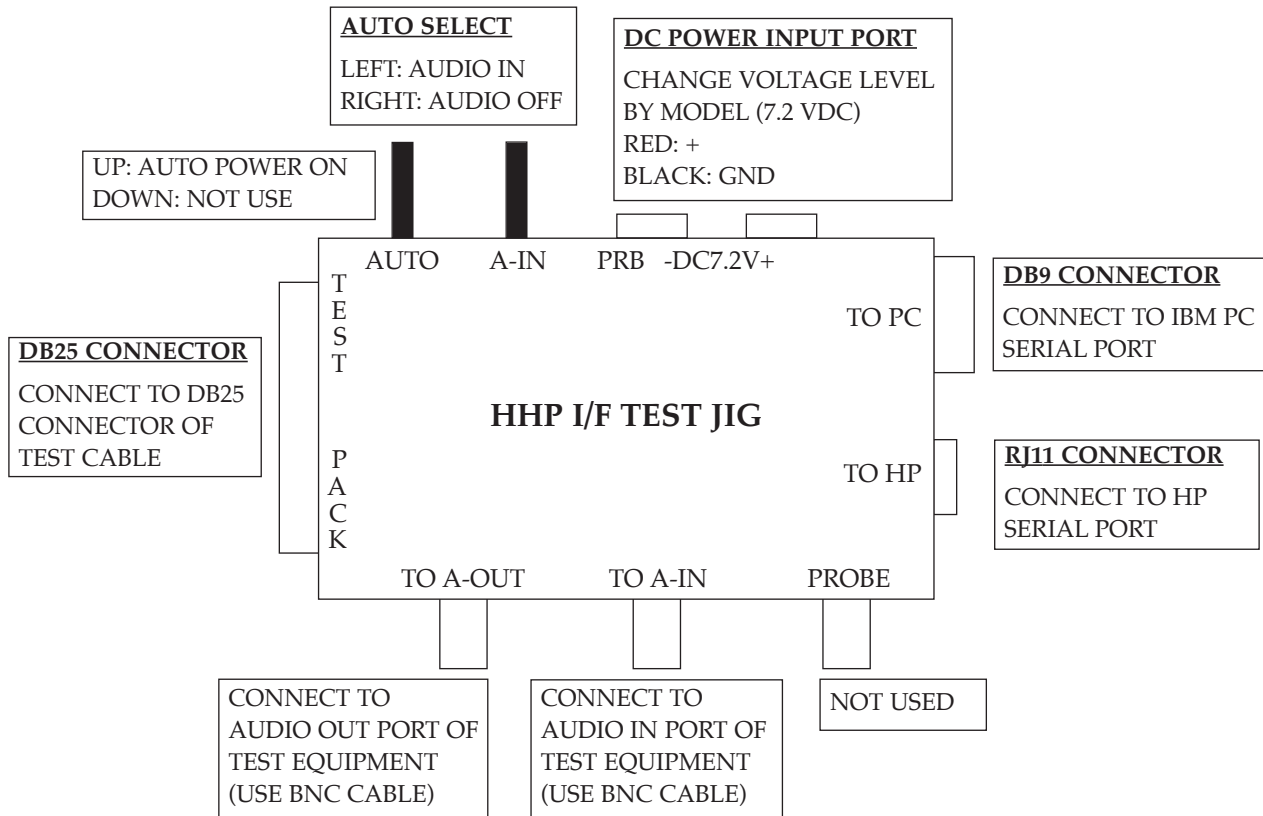 AUTO SELECT
LEFT: AUDIO IN
RIGHT: AUDIO OFF
DC POWER INPUT PORT
CHANGE VOLTAGE LEVEL
BY MODEL (7.2 VDC)
RED: +
BLACK: GND
UP: AUTO POWER ON
DOWN: NOT USE
AUTO
A-IN
PRB
-DC7.2V+
TEST
PACK
TO PC
DB9 CONNECTOR
CONNECT TO IBM PC
SERIAL PORT
DB25 CONNECTOR
CONNECT TO DB25
CONNECTOR OF
TEST CABLE
HHP I/F TEST JIG
TO HP
RJ11 CONNECTOR
CONNECT TO HP
SERIAL PORT
TO A-OUT
TO A-IN
PROBE
CONNECT TO
AUDIO OUT PORT OF
TEST EQUIPMENT
(USE BNC CABLE)
CONNECT TO
AUDIO IN PORT OF
TEST EQUIPMENT
(USE BNC CABLE)
NOT USED